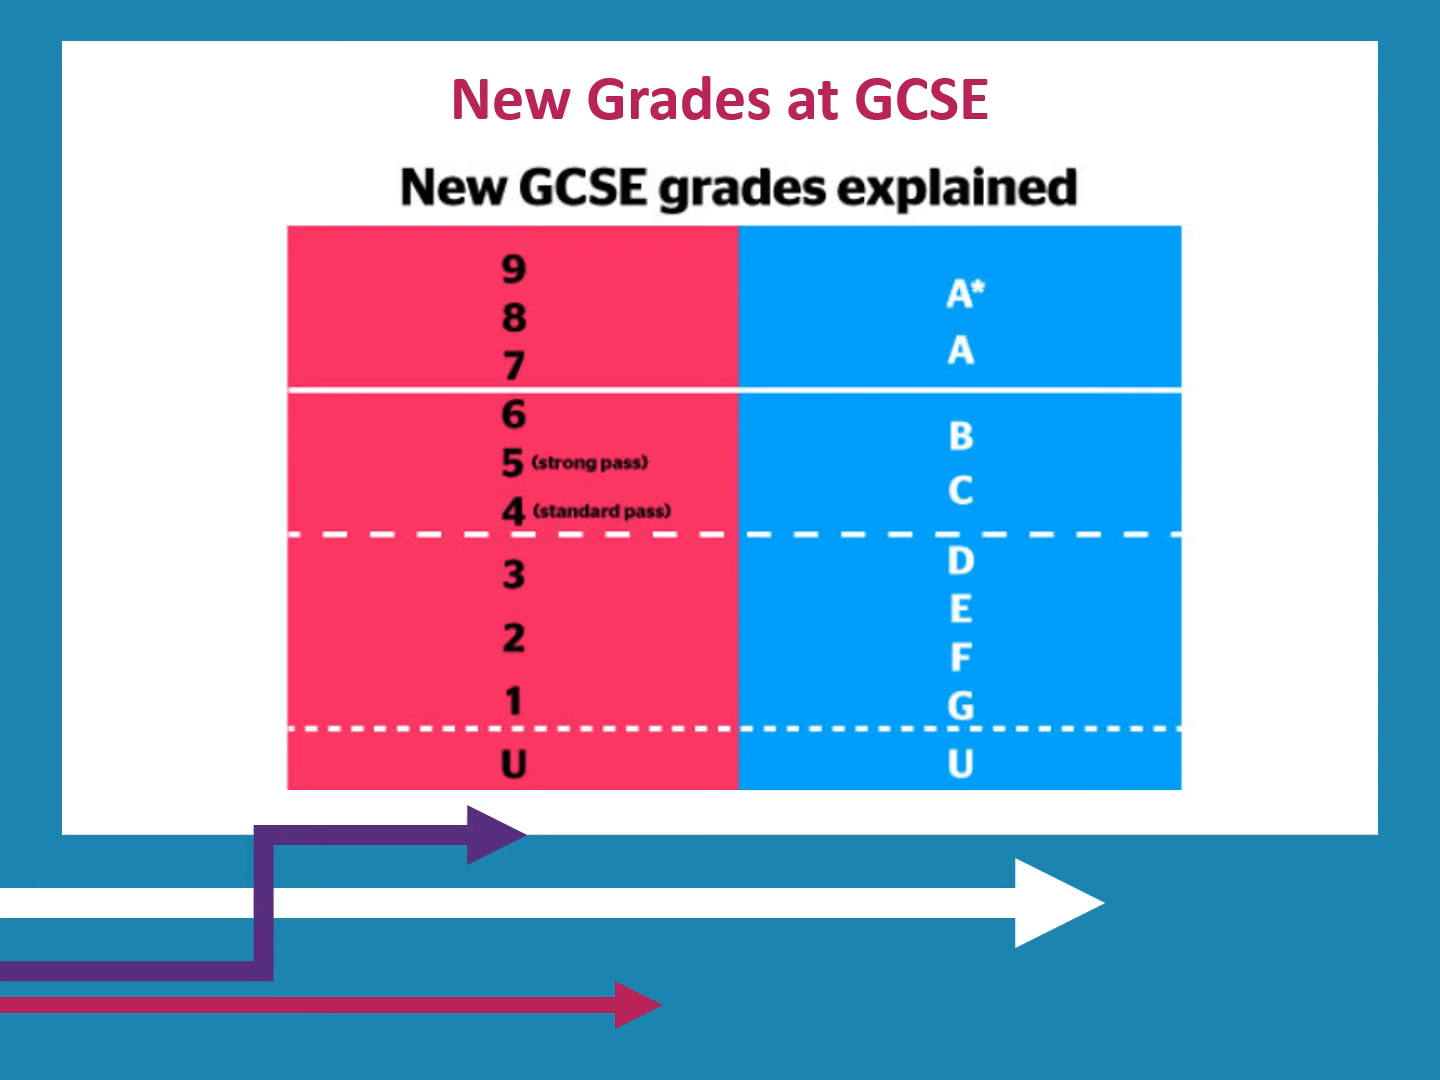 New Grades at GCSE
New GCSE grades explained
9
8
7
A*
A
6
5 (strong pass)
4 (standard pass)
B
C
3
2
1
D
E
F
G
U
U